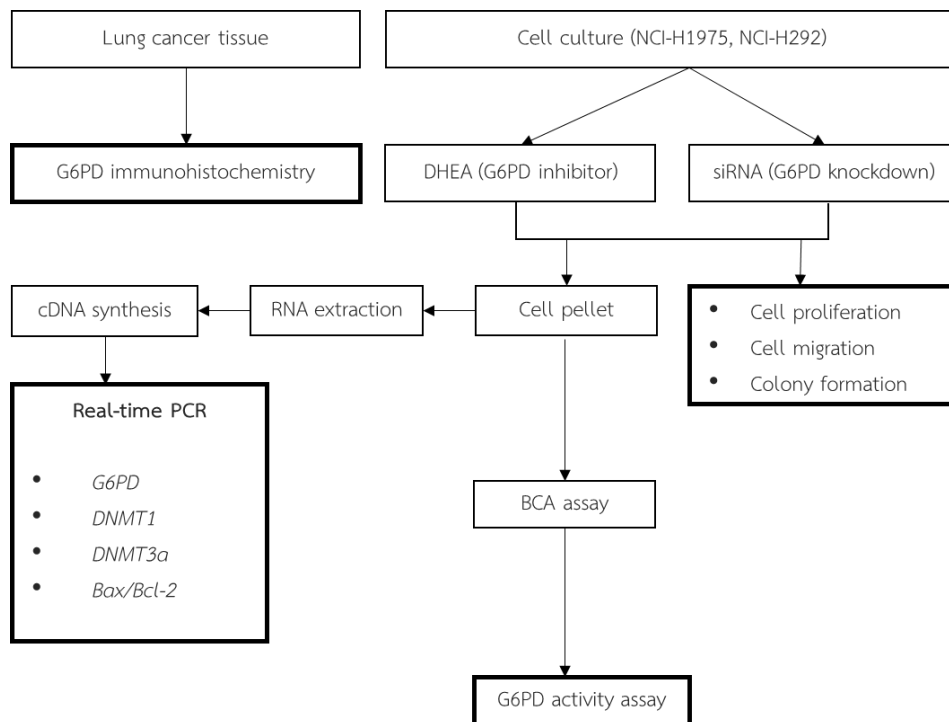 Lung cancer tissue
Cell culture (NCI-H1975, NCI-H292)
G6PD immunohistochemistry
DHEA (G6PD inhibitor)
siRNA (G6PD knockdown)
cDNA synthesis
RNA extraction
Cell pellet
• Cell proliferation
• Cell migration
• Colony formation
Real-time PCR
• G6PD
• DNMT1
• DNMT3a
• Bax/Bcl-2
BCA assay
G6PD activity assay